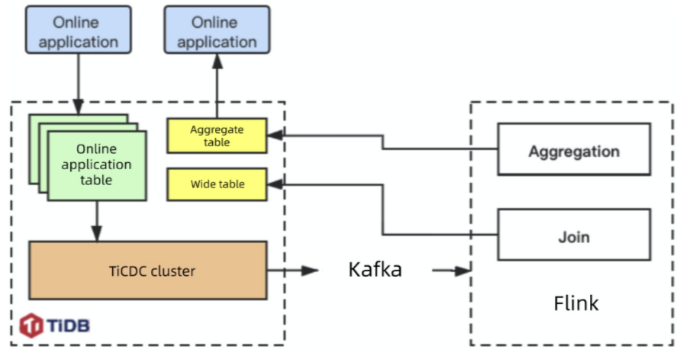 Online
application
Online
application
Online
application
table
Aggregate
table
Wide table
TiCDC cluster
TiDB
Kafka
Aggregation
Join
Flink